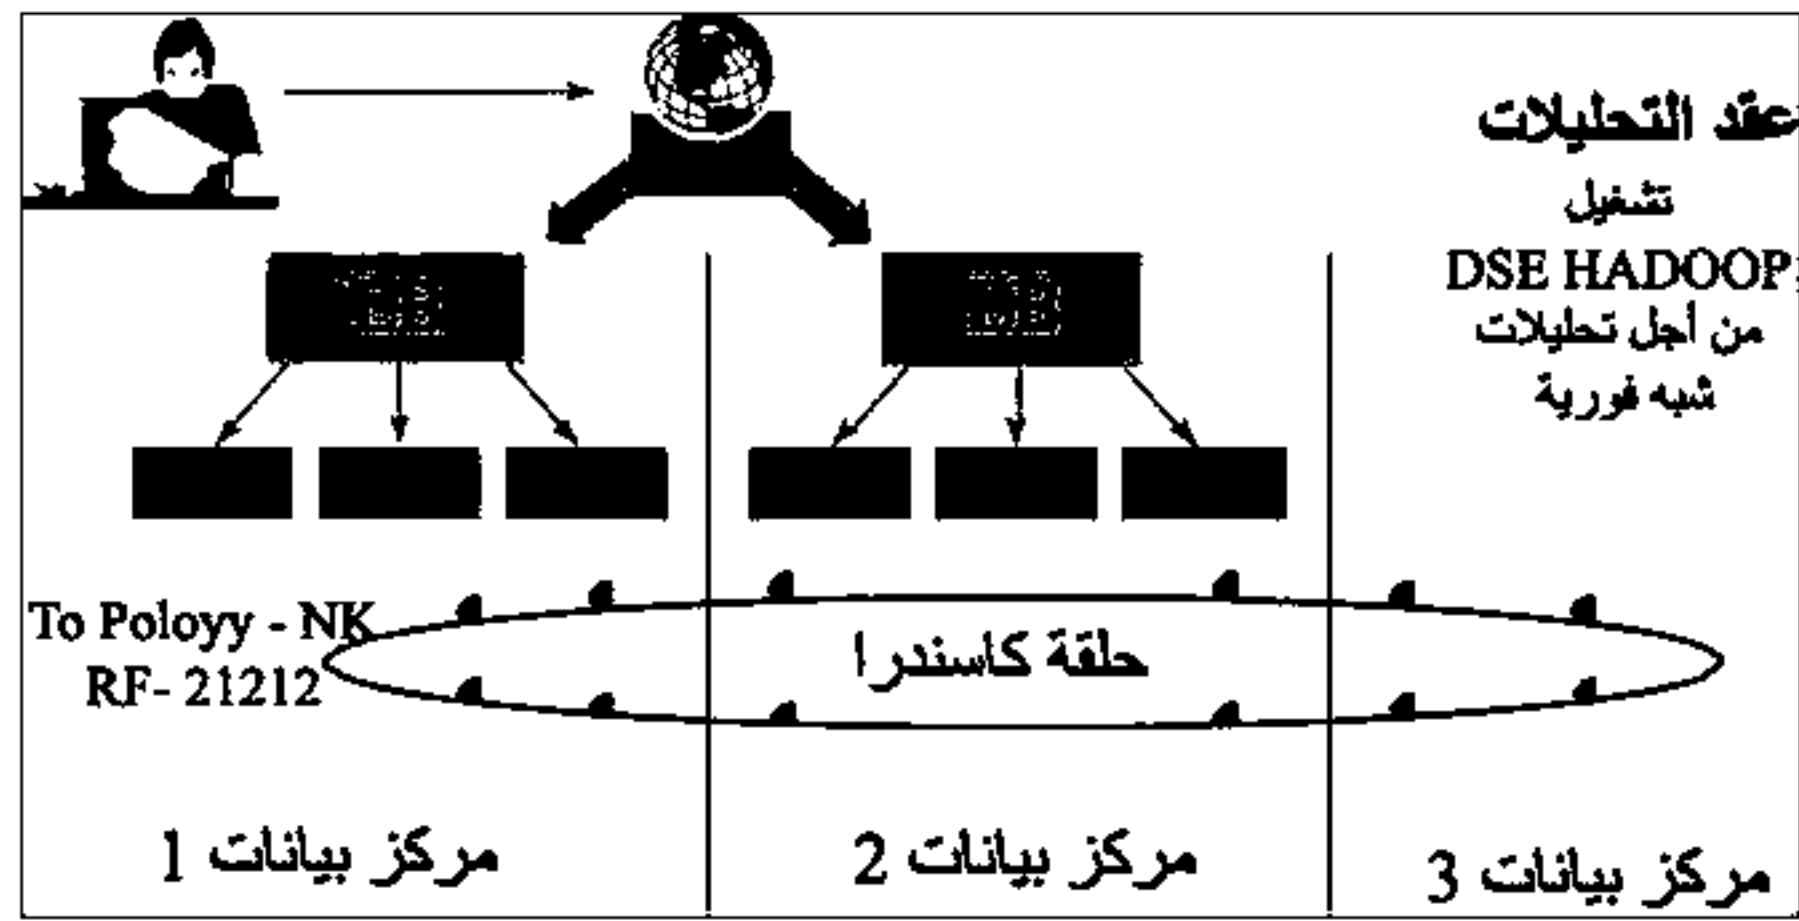 عقد التحليلات
تشغيل
DSE HADOOP;
من أجل تحليلات
شبه فورية
To Poloyy - NK
RF- 21212
حلقة كاسندرا
مركز بيانات 1
مركز بيانات 2
مركز بيانات 3